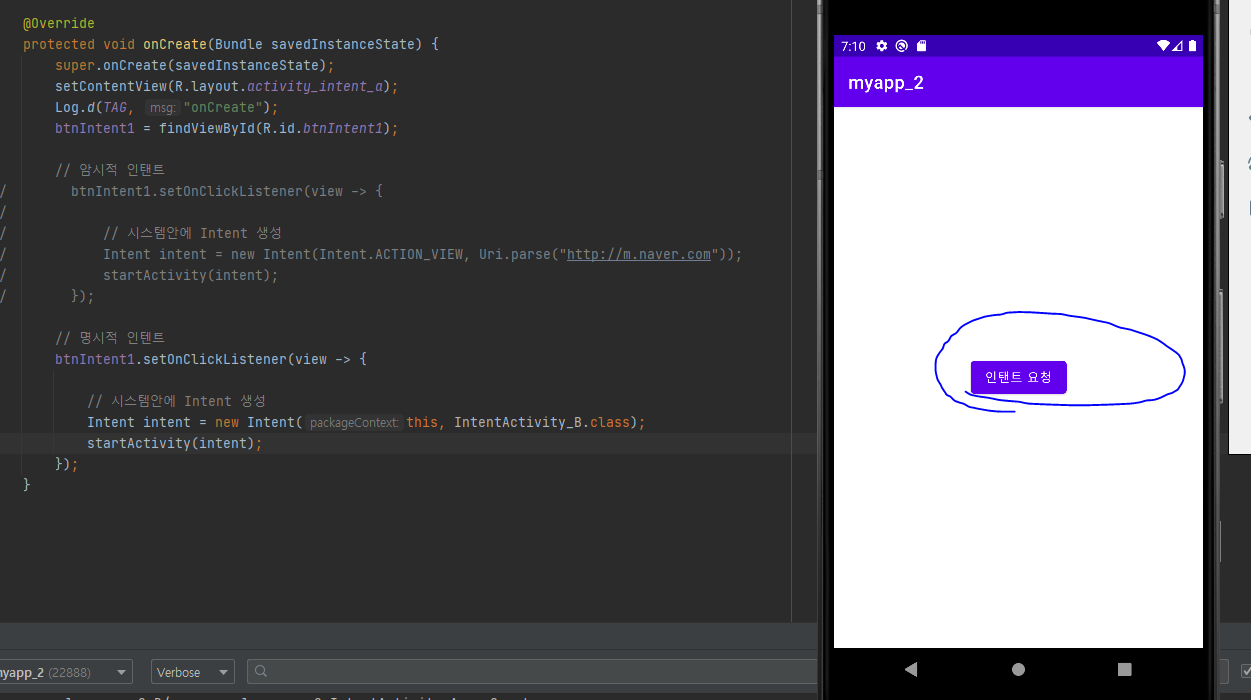 @Override
protected void onCreate(Bundle savedInstanceState) {
super.onCreate(savedInstanceState);
setContentView(R.layout.activity_intent_a);
Log.d(TAG, msg: "onCreate");
btnIntent1 = findViewById(R.id.btnIntent1);
// 암시적 인탠트
/ btnIntent1.setOnClickListener(view -> {
/
/ // 시스템안에 Intent 생성
/ Intent intent = new Intent(Intent.ACTION_VIEW, Uri.parse("http://m.naver.com"));
/ startActivity(intent);
/ });
// 명시적 인텐트
btnIntent1.setOnClickListener(view -> {
// 시스템안에 Intent 생성
Intent intent = new Intent( packageContext: this, IntentActivity_B.class);
startActivity(intent);
});
}
myapp_2 (22888)
Verbose
7:10
myapp_2
인탠트 요청